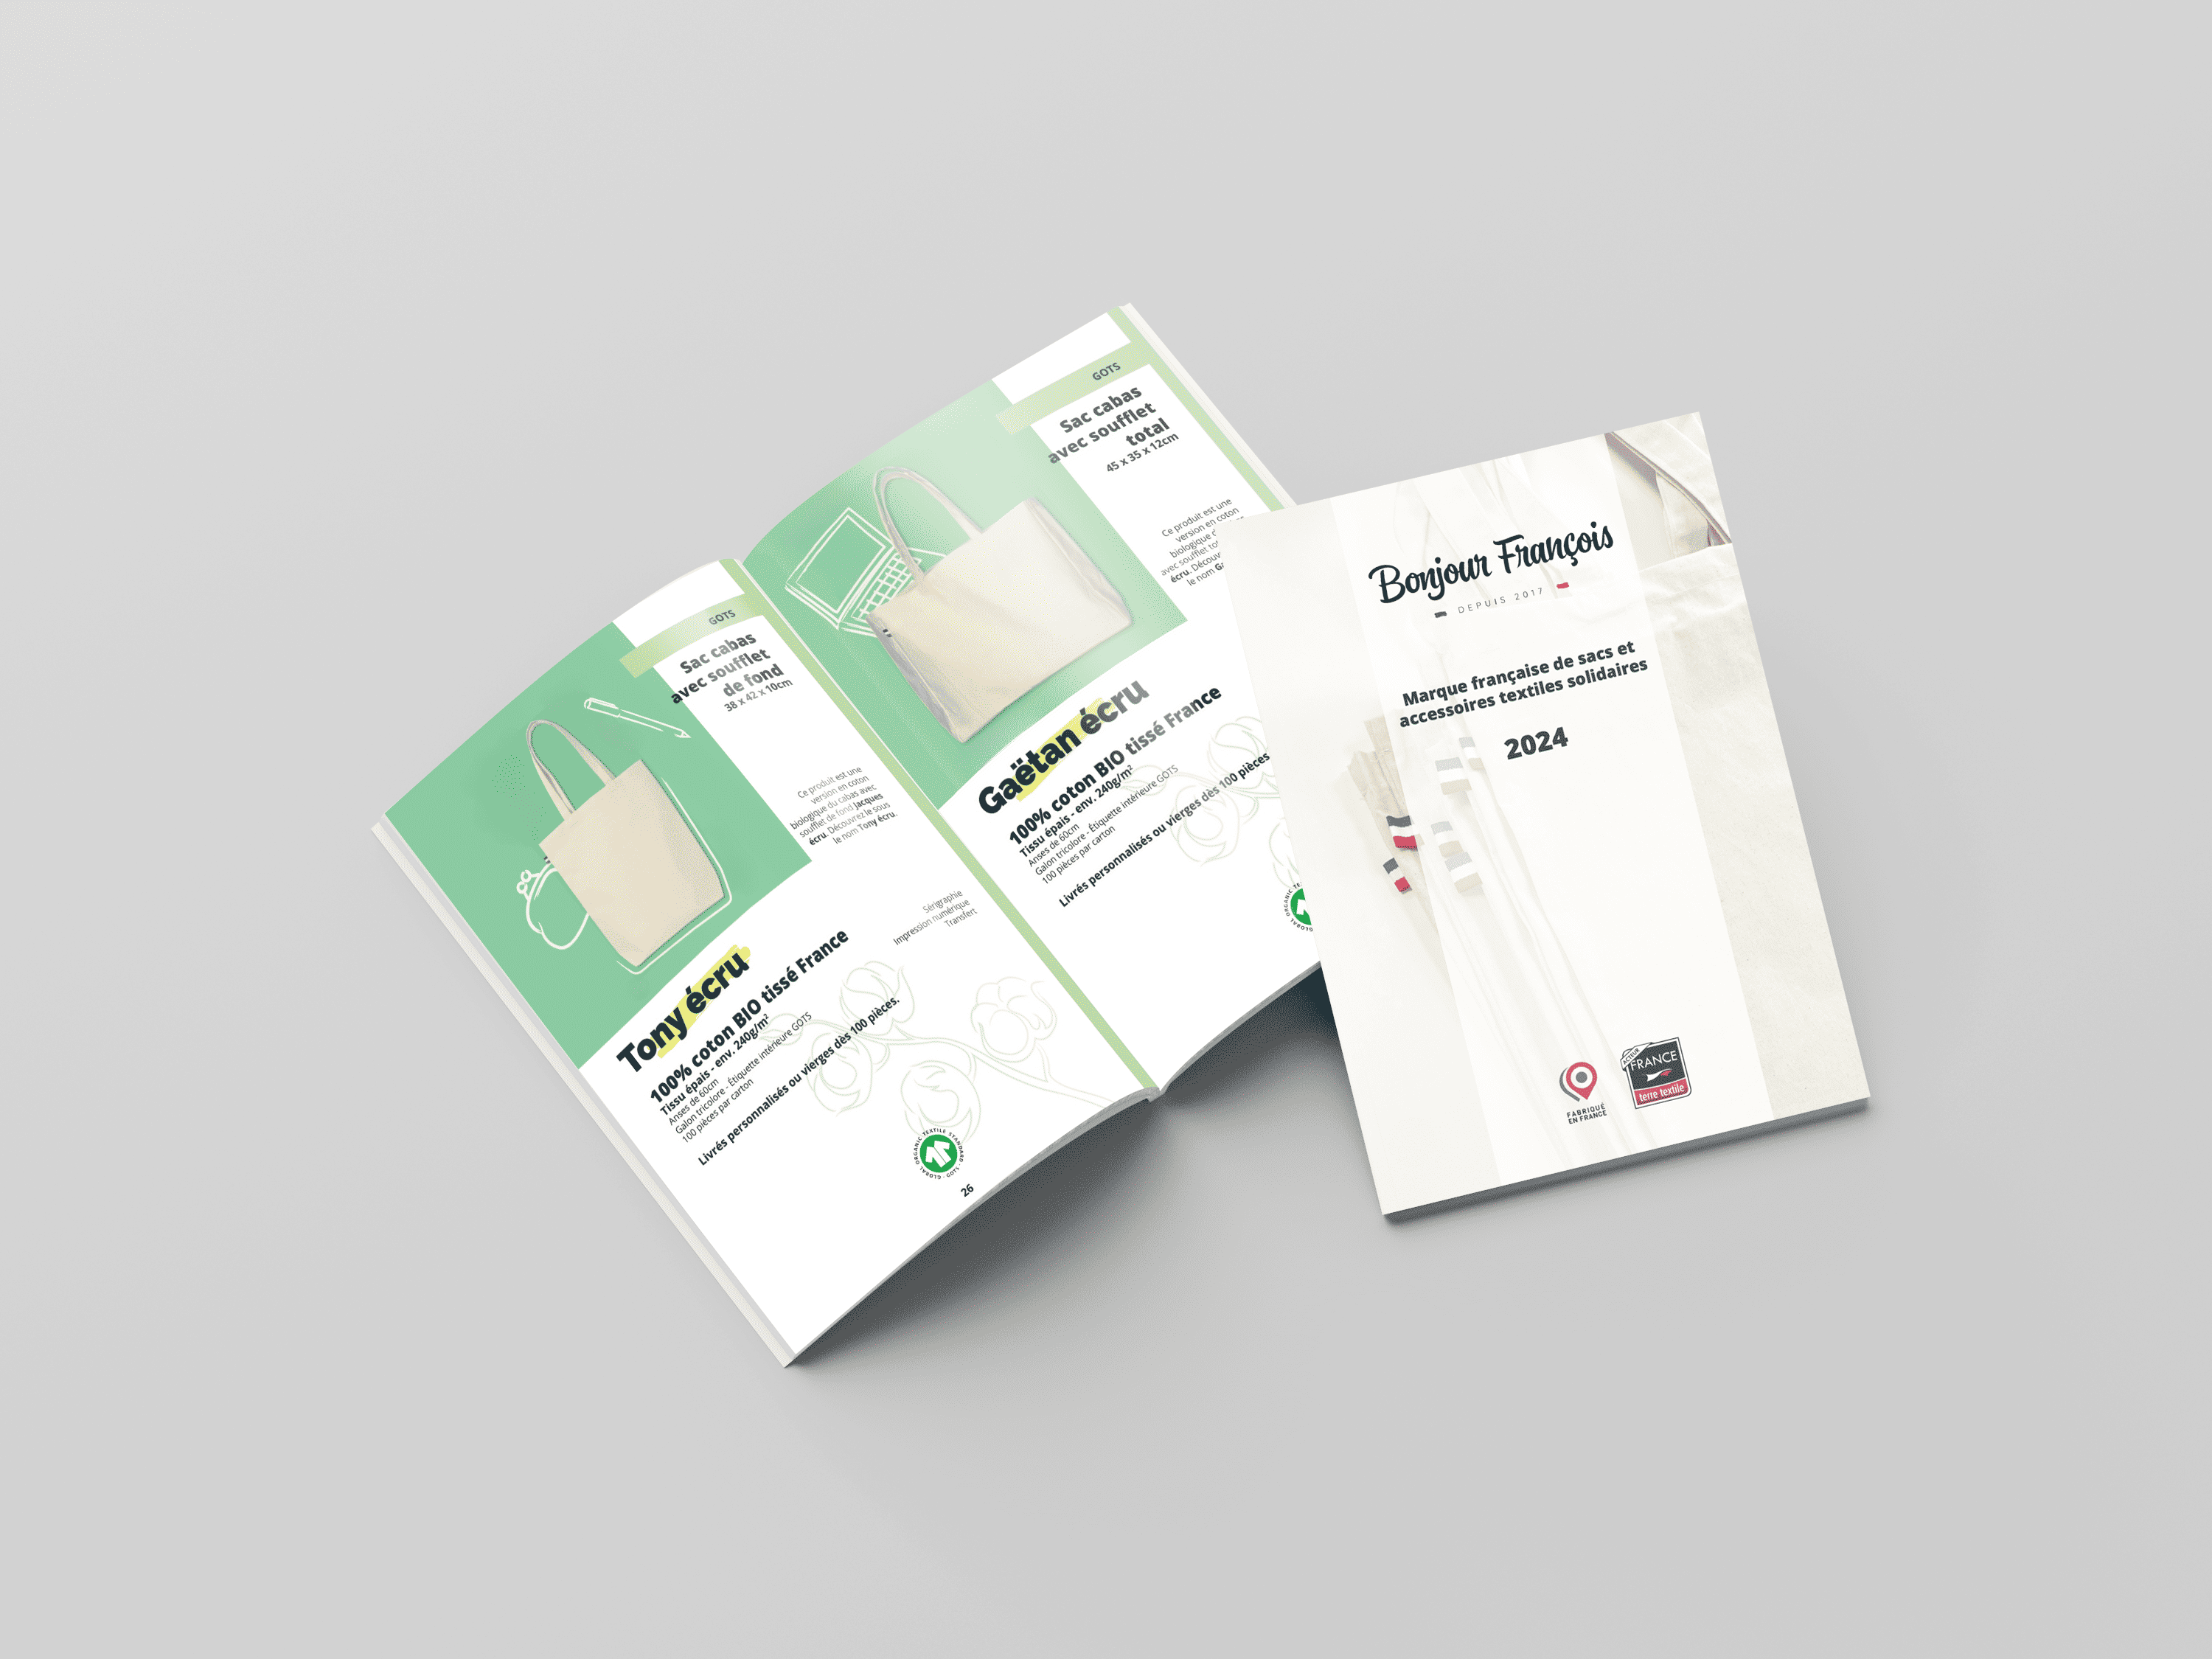 GOTS
Sac cabas
avec soufflet
de fond
38 x 42 x 10cm
Ce produit est une
version en coton
biologique du cabas avec
soufflet de fond Jacques
écru. Découvrez le sous
le nom Tony écru.
Sérigraphie
Impression numérique
Transfert
Tony écru
100% coton BIO tissé France
Tissu épais - env. 240g/m²
Anses de 60cm
Galon tricolore - Étiquette intérieure GOTS
100 pièces par carton
Livrés personnalisés ou vierges dès 100 pièces.
GLOBAL ORGANIC TEXTILE STANDARD · GOTS ·
26
GOTS
Sac cabas
avec soufflet
total
45 x 35 x 12cm
Ce produit est une
version en coton
biologique
avec soufflet
écru.
le nom
Gaëtan écru
100% coton BIO tissé France
Tissu épais - env. 240g/m²
Anses de 60cm
Galon tricolore - Étiquette intérieure GOTS
100 pièces par carton
Livrés personnalisés ou vierges dès 100 pièces
ORGANIC
Bonjour François
DEPUIS 2017
Marque française de sacs et
accessoires textiles solidaires
2024
FABRIQUÉ
EN FRANCE
ACTEUR
FRANCE
terre textile